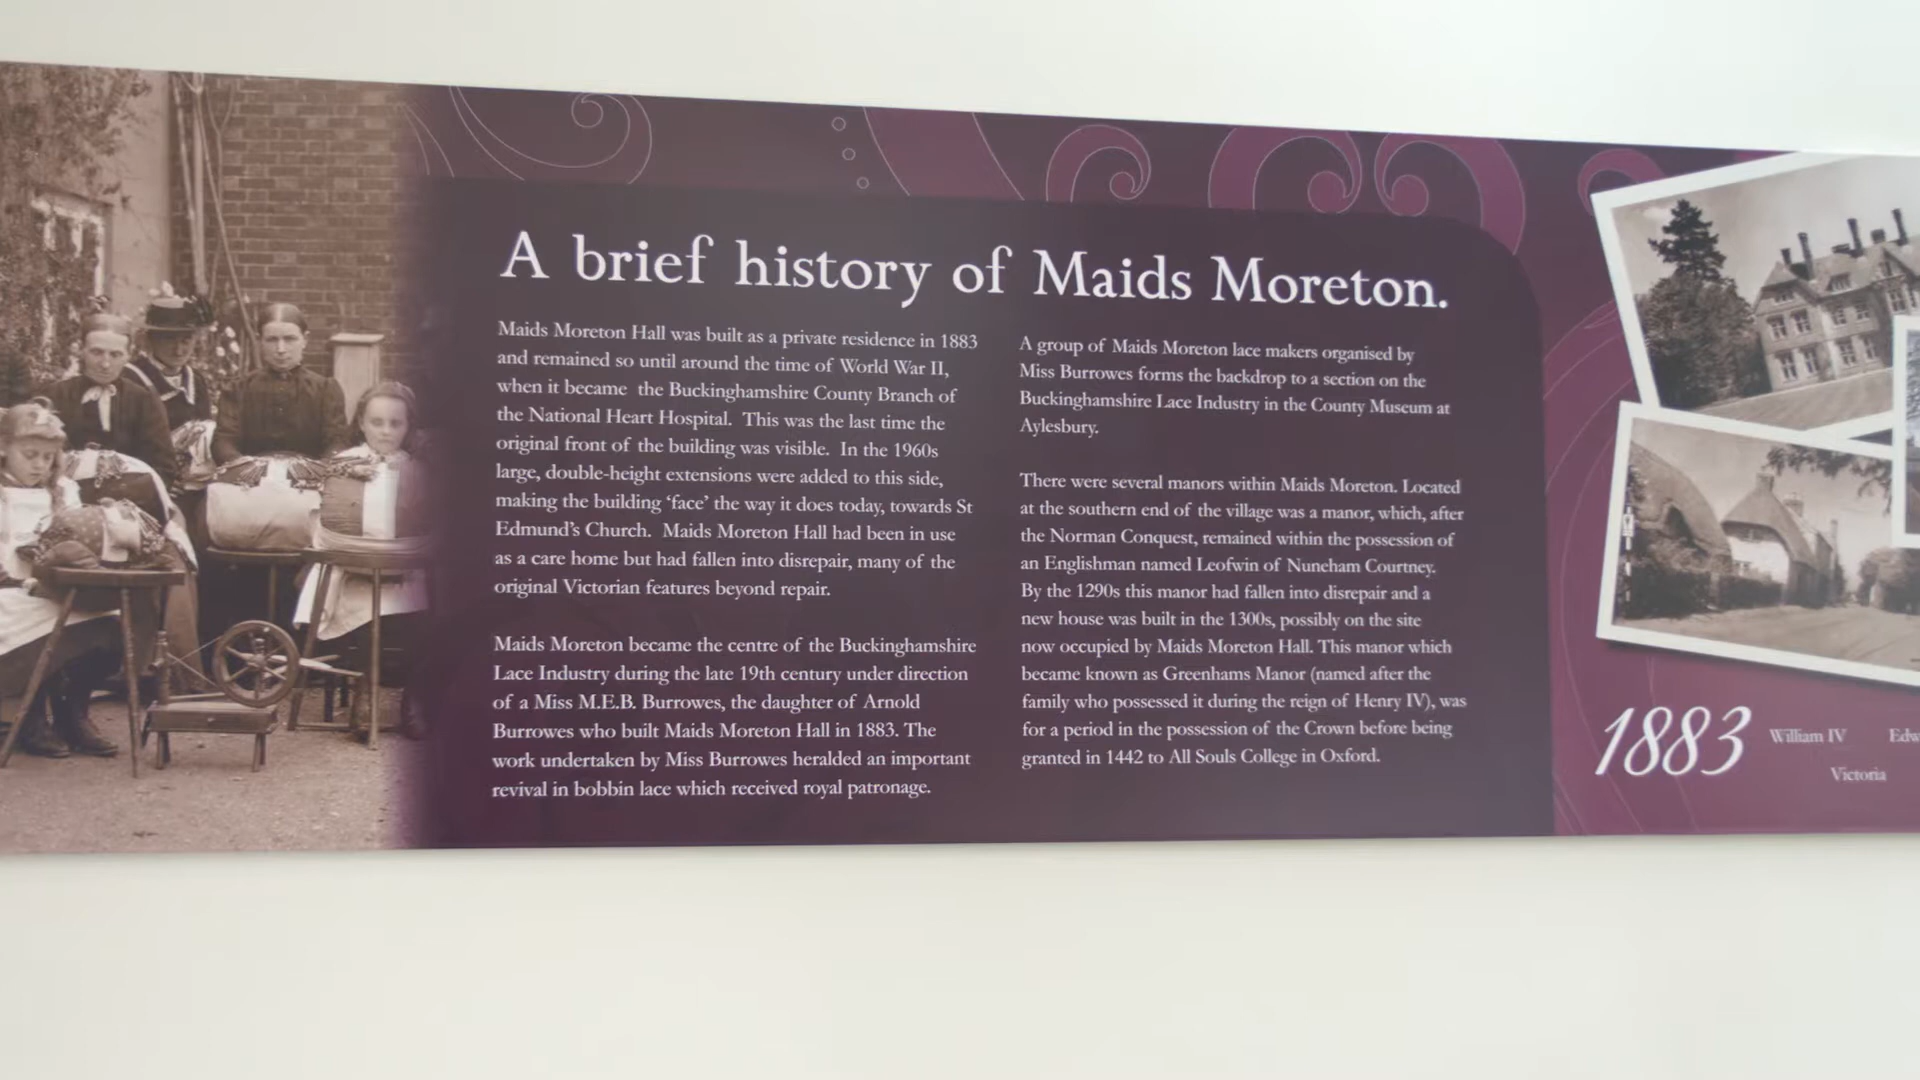 A brief history of Maids Moreton.
Maids Moreton Hall was built as a private residence in 1883
and remained so until around the time of World War II,
when it became the Buckinghamshire County Branch of
the National Heart Hospital. This was the last time the
original front of the building was visible. In the 1960s
large, double-height extensions were added to this side,
making the building ‘face’ the way it does today, towards St
Edmund’s Church. Maids Moreton Hall had been in use
as a care home but had fallen into disrepair, many of the
original Victorian features beyond repair.
Maids Moreton became the centre of the Buckinghamshire
Lace Industry during the late 19th century under direction
of a Miss M.E.B. Burrowes, the daughter of Arnold
Burrowes who built Maids Moreton Hall in 1883. The
work undertaken by Miss Burrowes heralded an important
revival in bobbin lace which received royal patronage.
A group of Maids Moreton lace makers organised by
Miss Burrowes forms the backdrop to a section on the
Buckinghamshire Lace Industry in the County Museum at
Aylesbury.
There were several manors within Maids Moreton. Located
at the southern end of the village was a manor, which, after
the Norman Conquest, remained within the possession of
an Englishman named Leofwin of Nuneham Courtney.
By the 1290s this manor had fallen into disrepair and a
new house was built in the 1300s, possibly on the site
now occupied by Maids Moreton Hall. This manor which
became known as Greenhams Manor (named after the
family who possessed it during the reign of Henry IV), was
for a period in the possession of the Crown before being
granted in 1442 to All Souls College in Oxford.
1883
William IV
Victoria